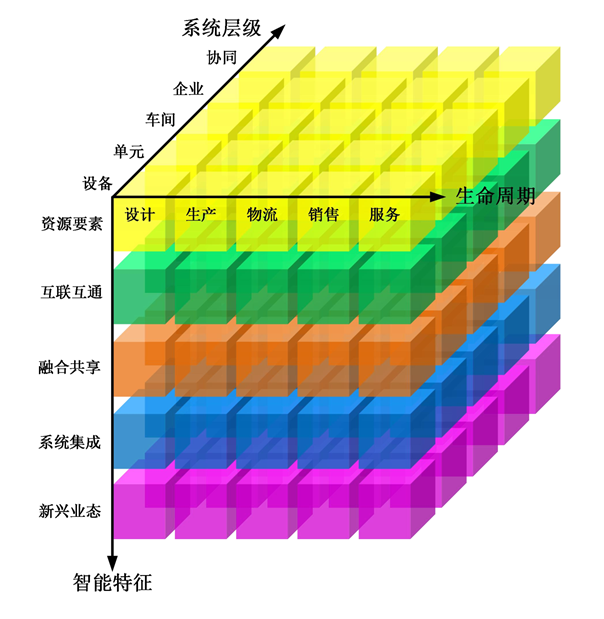 系统层级
协同
企业
车间
单元
设备
生命周期
设计 生产 物流 销售 服务
资源要素
互联互通
融合共享
系统集成
新兴业态
智能特征